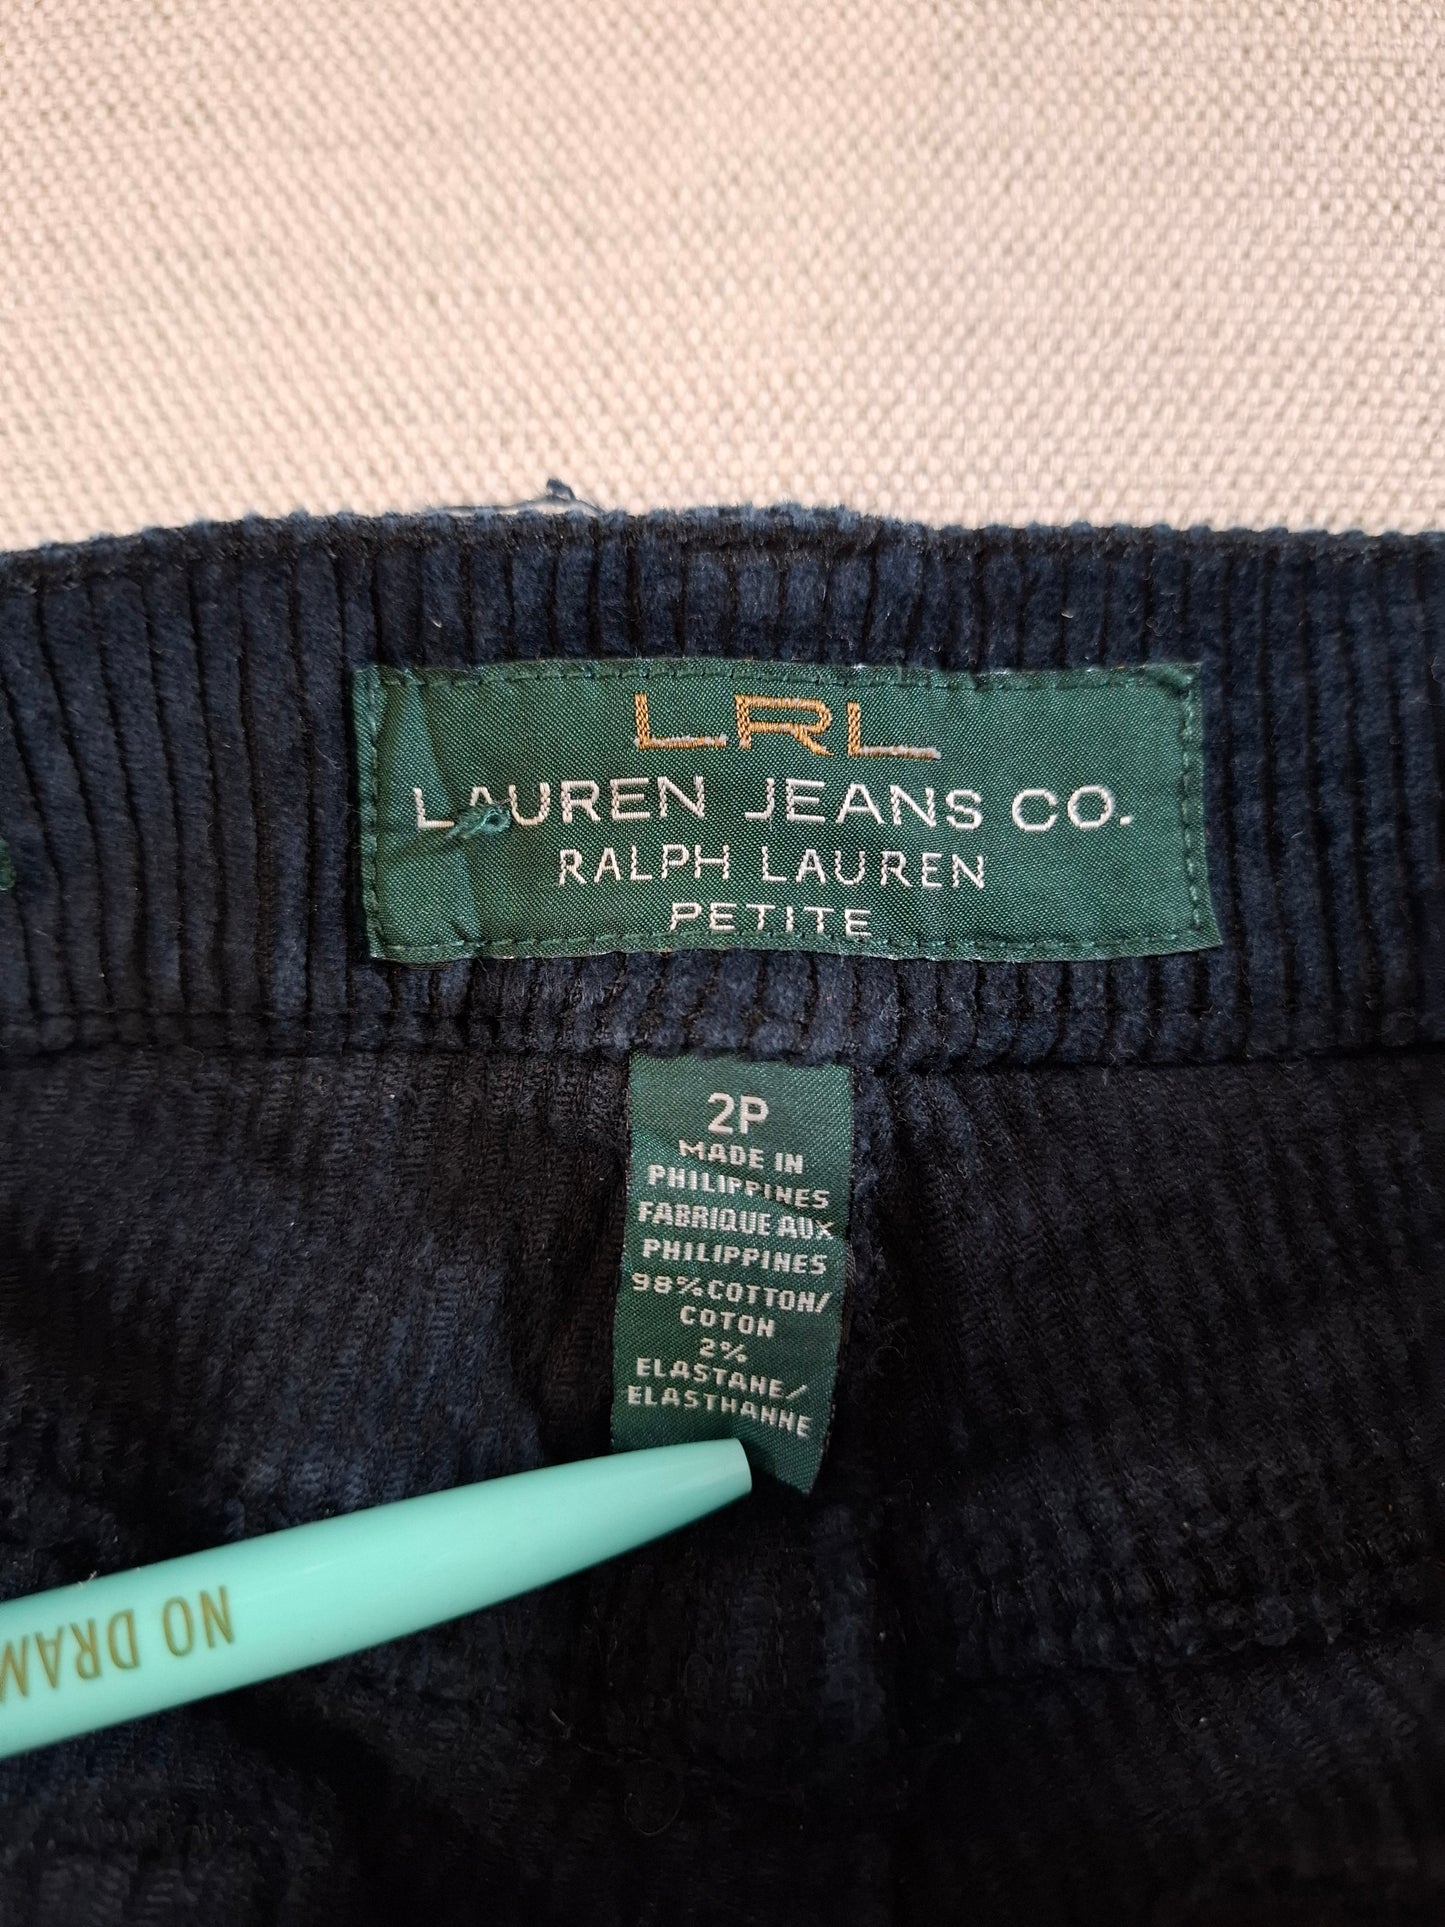 LRL
LAUREN JEANS CO.
RALPH LAUREN
PETITE
2P
MADE IN
PHILIPPINES
FABRIQUE AUX
PHILIPPINES
98% COTTON/
COTON
2%
ELASTANE/
ELASTHANNE
NO DRAM